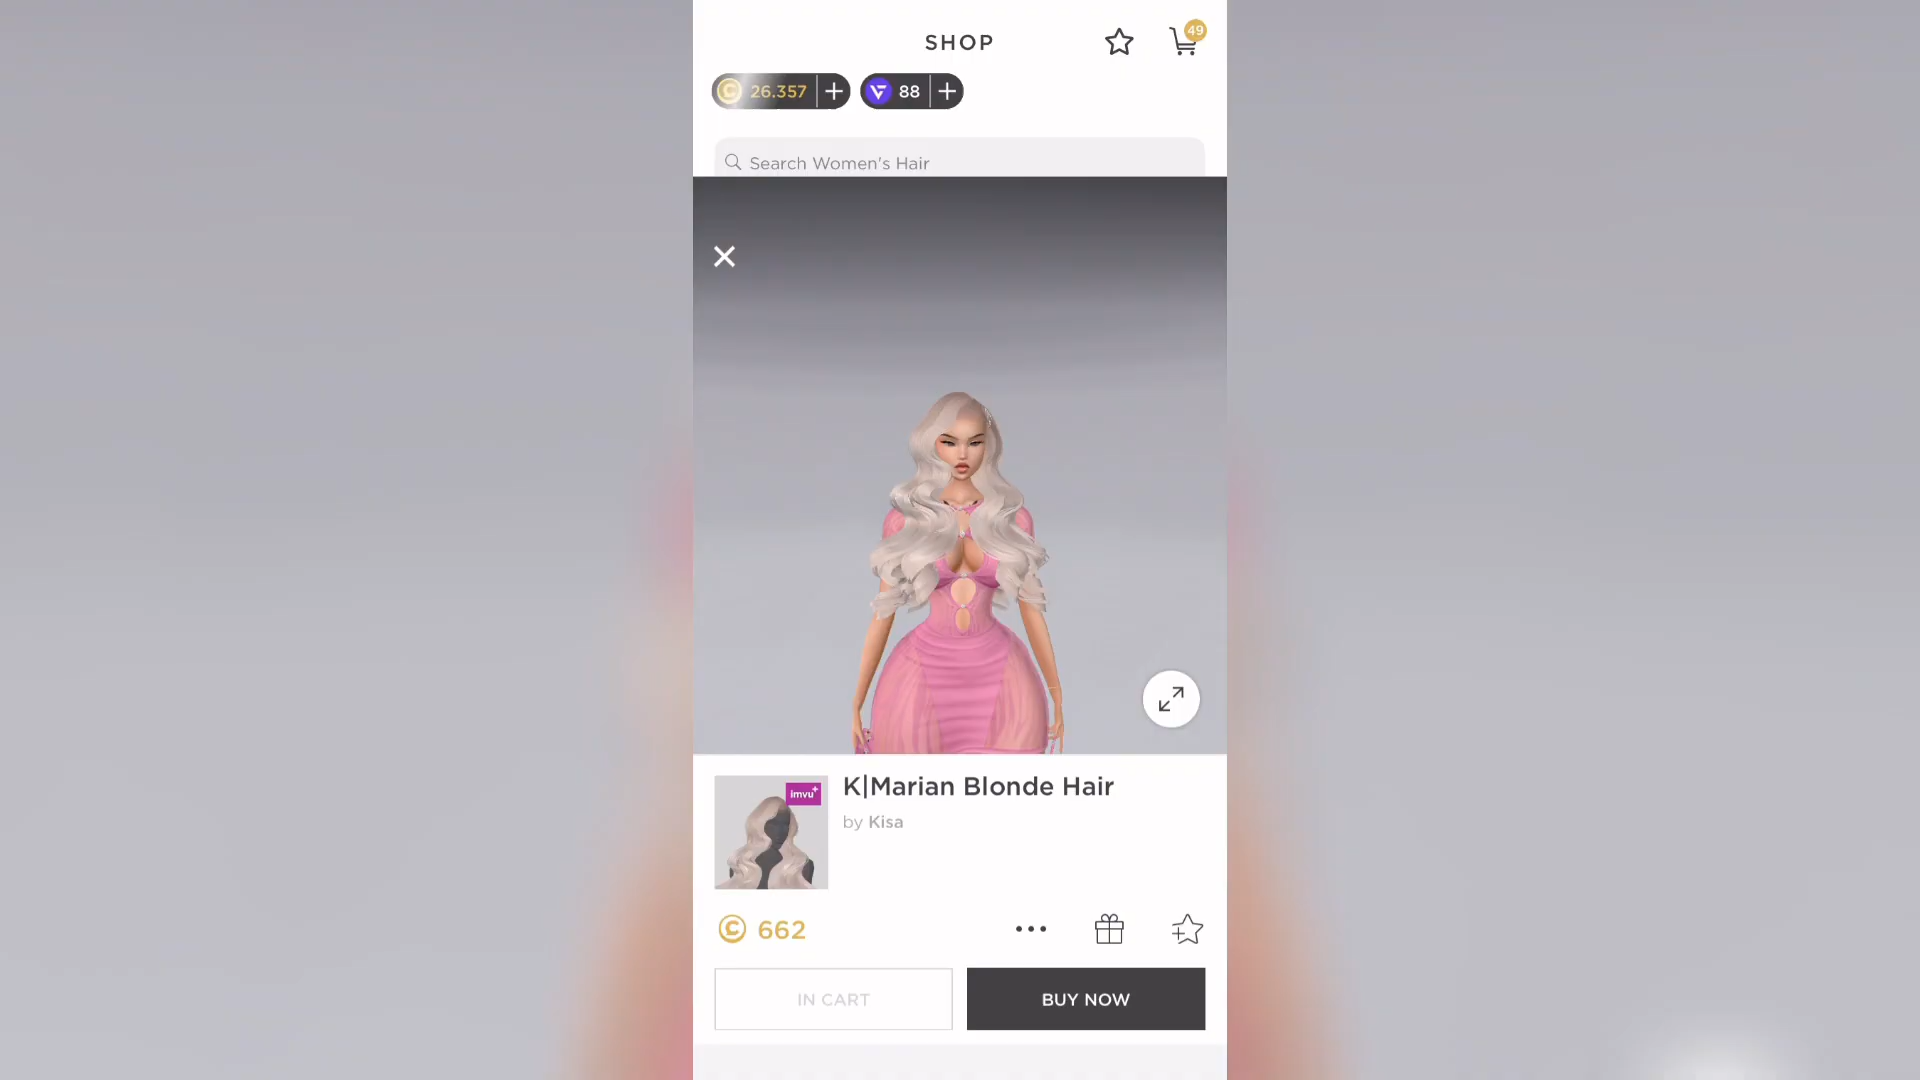 SHOP
49
26.357
88
Search Women's Hair
imvu+
K|Marian Blonde Hair
by Kisa
662
IN CART
BUY NOW